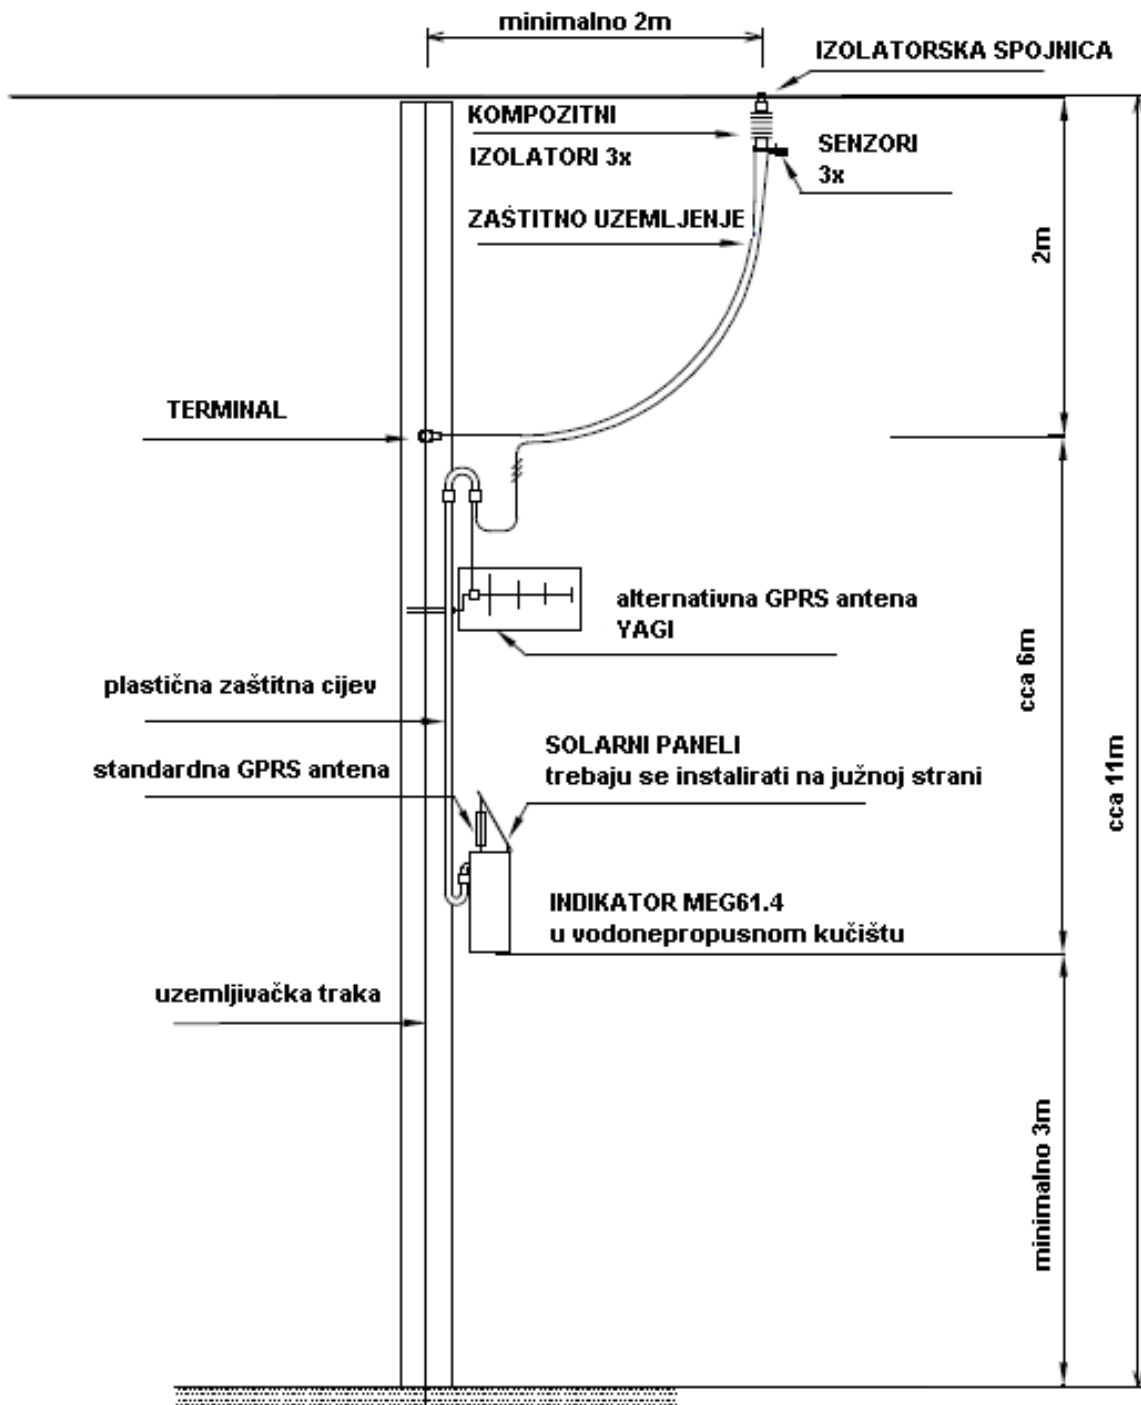 minimalno 2m
IZOLATORSKA SPOJNICA
KOMPOZITNI
IZOLATORI 3x
SENZORI
3x
ZAŠTITNO UZEMLJENJE
2m
TERMINAL
alternativna GPRS antena
YAGI
cca 6m
plastična zaštitna cijev
SOLARNI PANELI
trebaju se instalirati na južnoj strani
standardna GPRS antena
cca 11m
INDIKATOR MEG61.4
u vodonepropusnom kučištu
uzemljivačka traka
minimalno 3m